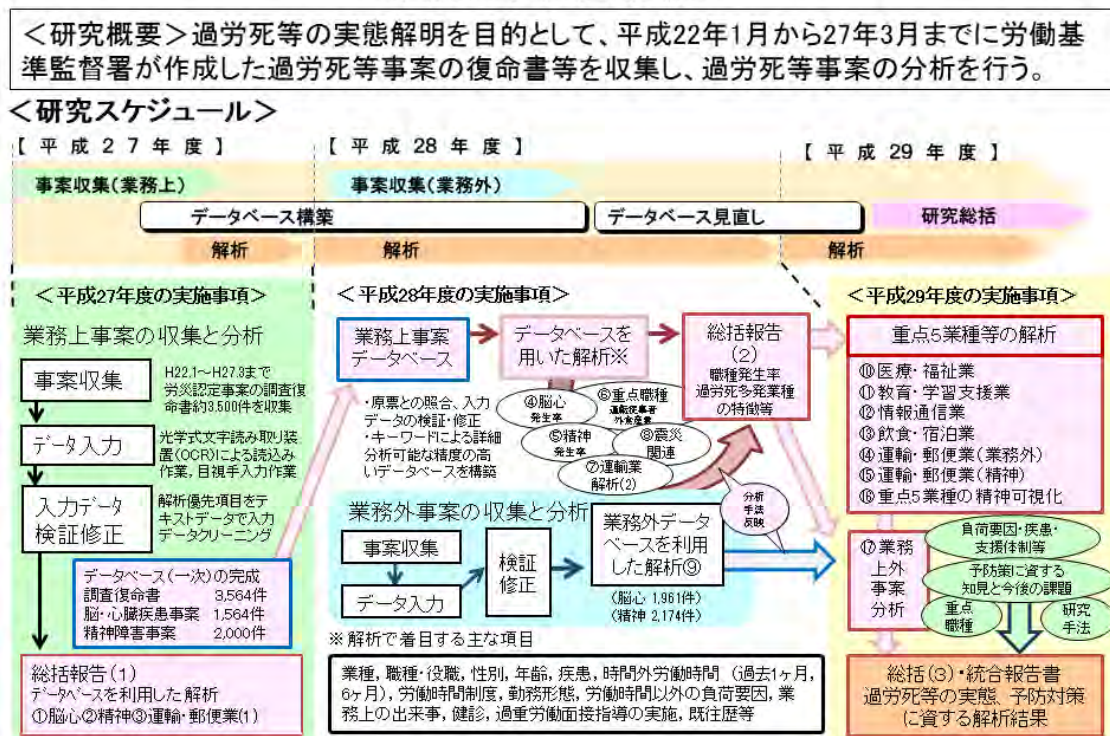 ＜研究概要＞過労死等の実態解明を目的として、平成22年1月から27年3月までに労働基
準監督署が作成した過労死等事案の復命書等を収集し、過労死等事案の分析を行う。
＜研究スケジュール＞
【平成27年度】
【平成28年度】
【平成29年度】
事案収集(業務上)
事案収集(業務外)
データベース構築
データベース見直し
研究総括
解析
解析
解析
＜平成27年度の実施事項＞
業務上事案の収集と分析
事案収集
H22.1～H27.3まで
労災認定事案の調査復
命書約3,500件を収集
データ入力
光学式文字読み取り装
置(OCR)による読込み
作業、目視手入力作業
入力データ
検証修正
解析優先項目をテ
キストデータで入力
データクリーニング
データベース(一次)の完成
調査復命書 3,564件
脳・心臓疾患事案 1,564件
精神障害事案 2,000件
総括報告(1)
データベースを利用した解析
①脳心②精神③運輸・郵便業(1)
＜平成28年度の実施事項＞
業務上事案
データベース
データベースを
用いた解析※
総括報告
(2)
職種発生率
過労死多発業種
の特徴等
・原票との照合、入力
データの検証・修正
・キーワードによる詳細
分析可能な精度の高
いデータベースを構築
④脳心
発生率
⑥重点職種
運転従事者
外食産業
⑤精神
発生率
⑧震災
関連
⑦運輸業
解析(2)
分析
手法
反映
業務外事案の収集と分析
事案収集
データ入力
検証
修正
業務外データ
ベースを利用
した解析⑨
(脳心 1,961件)
(精神 2,174件)
※解析で着目する主な項目
業種, 職種・役職, 性別, 年齢, 疾患, 時間外労働時間 (過去1ヶ月,
6ヶ月), 労働時間制度, 勤務形態, 労働時間以外の負荷要因, 業
務上の出来事, 健診, 過重労働面接指導の実施, 既往歴等
＜平成29年度の実施事項＞
重点5業種等の解析
⑩医療・福祉業
⑪教育・学習支援業
⑫情報通信業
⑬飲食・宿泊業
⑭運輸・郵便業(業務外)
⑮運輸・郵便業(精神)
⑯重点5業種の精神可視化
⑰業務
上外
事案
分析
負荷要因・疾患・
支援体制等
予防策に資する
知見と今後の課題
重点
職種
研究
手法
総括(3)・統合報告書
過労死等の実態、予防対策
に資する解析結果